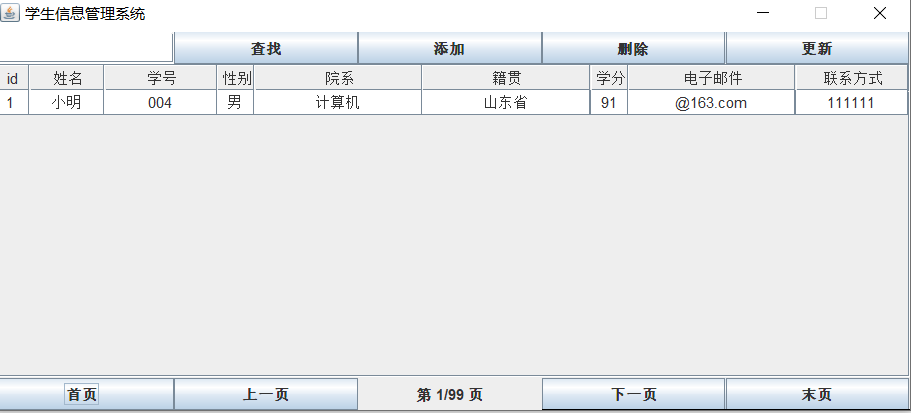 学生信息管理系统
查找 添加 删除 更新
id 姓名 学号 性别 院系 籍贯 学分 电子邮件 联系方式
1 小明 004 男 计算机 山东省 91 @163.com 111111
首页 上一页 第 1/99 页 下一页 末页